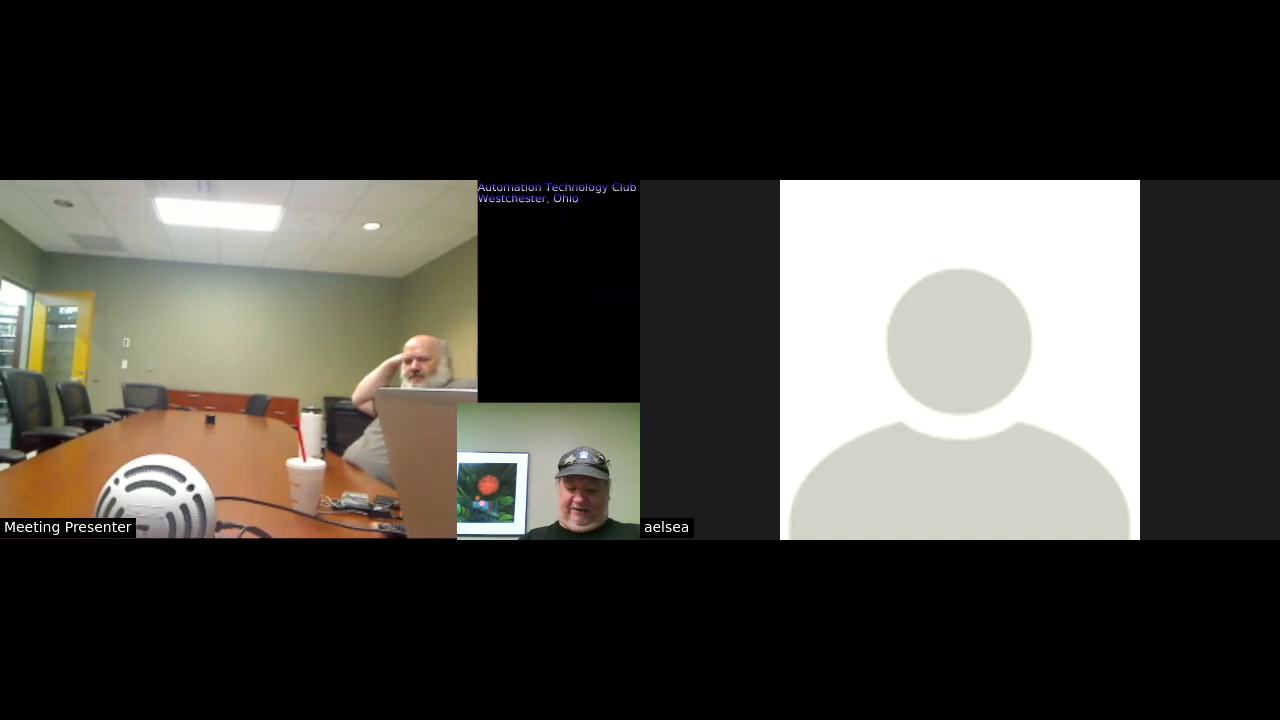 Automation Technology Club
Westchester, Ohio
Meeting Presenter
aelsea